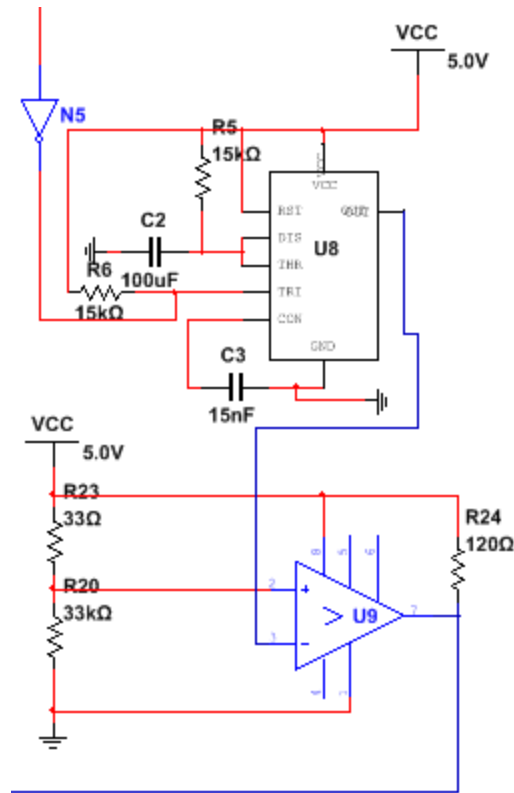 VCC
5.0V
N5
R5
15kΩ
VCC
VCC
RST
OUT
C2
DIS
U8
THR
R6
100uF
TRI
15kΩ
CON
C3
GND
15nF
VCC
5.0V
R23
33Ω
R24
120Ω
8
5
6
R20
33kΩ
2
+
U9
7
3
−
4
1